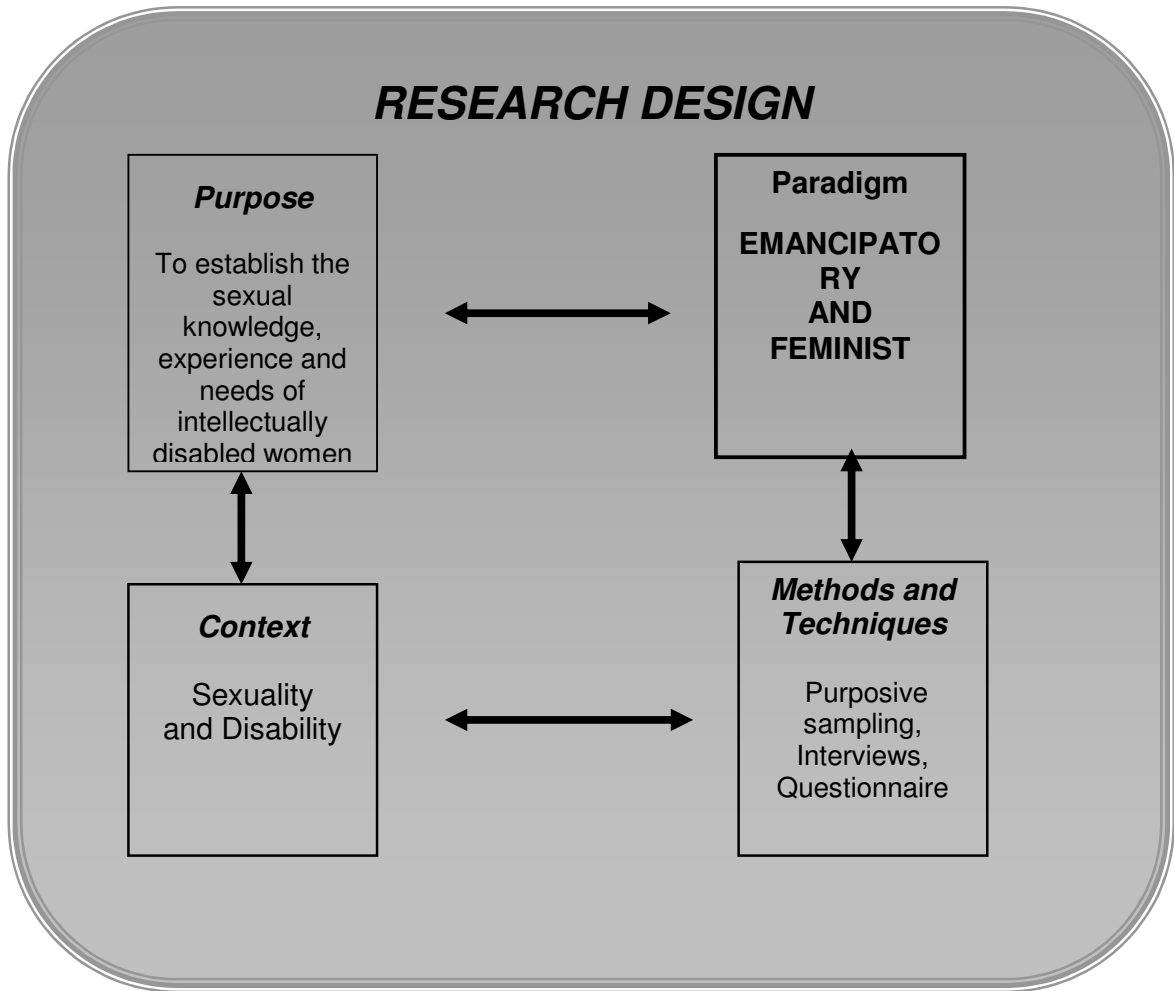 RESEARCH DESIGN
Purpose
To establish the
sexual
knowledge,
experience and
needs of
intellectually
disabled women
Paradigm
EMANCIPATO
RY
AND
FEMINIST
Context
Sexuality
and Disability
Methods and
Techniques
Purposive
sampling,
Interviews,
Questionnaire